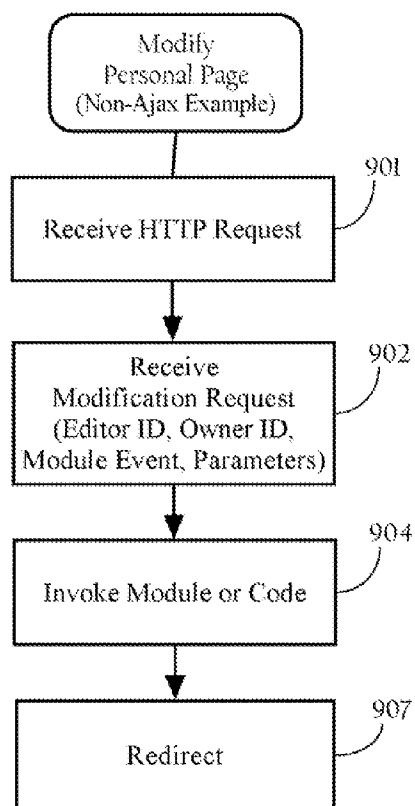 Modify
Personal Page
(Non-Ajax Example)
901
Receive HTTP Request
902
Receive
Modification Request
(Editor ID, Owner ID,
Module Event, Parameters)
904
Invoke Module or Code
907
Redirect